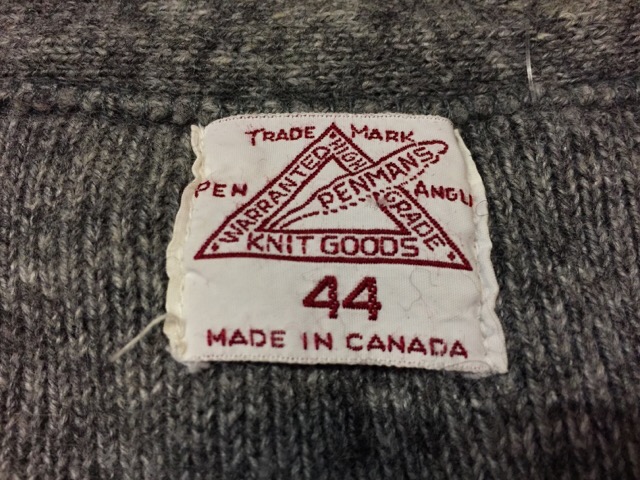 TRADE MARK
PEN ANGL
WARRANTED
HIGH GRADE
PENMANS
KNIT GOODS
44
MADE IN CANADA